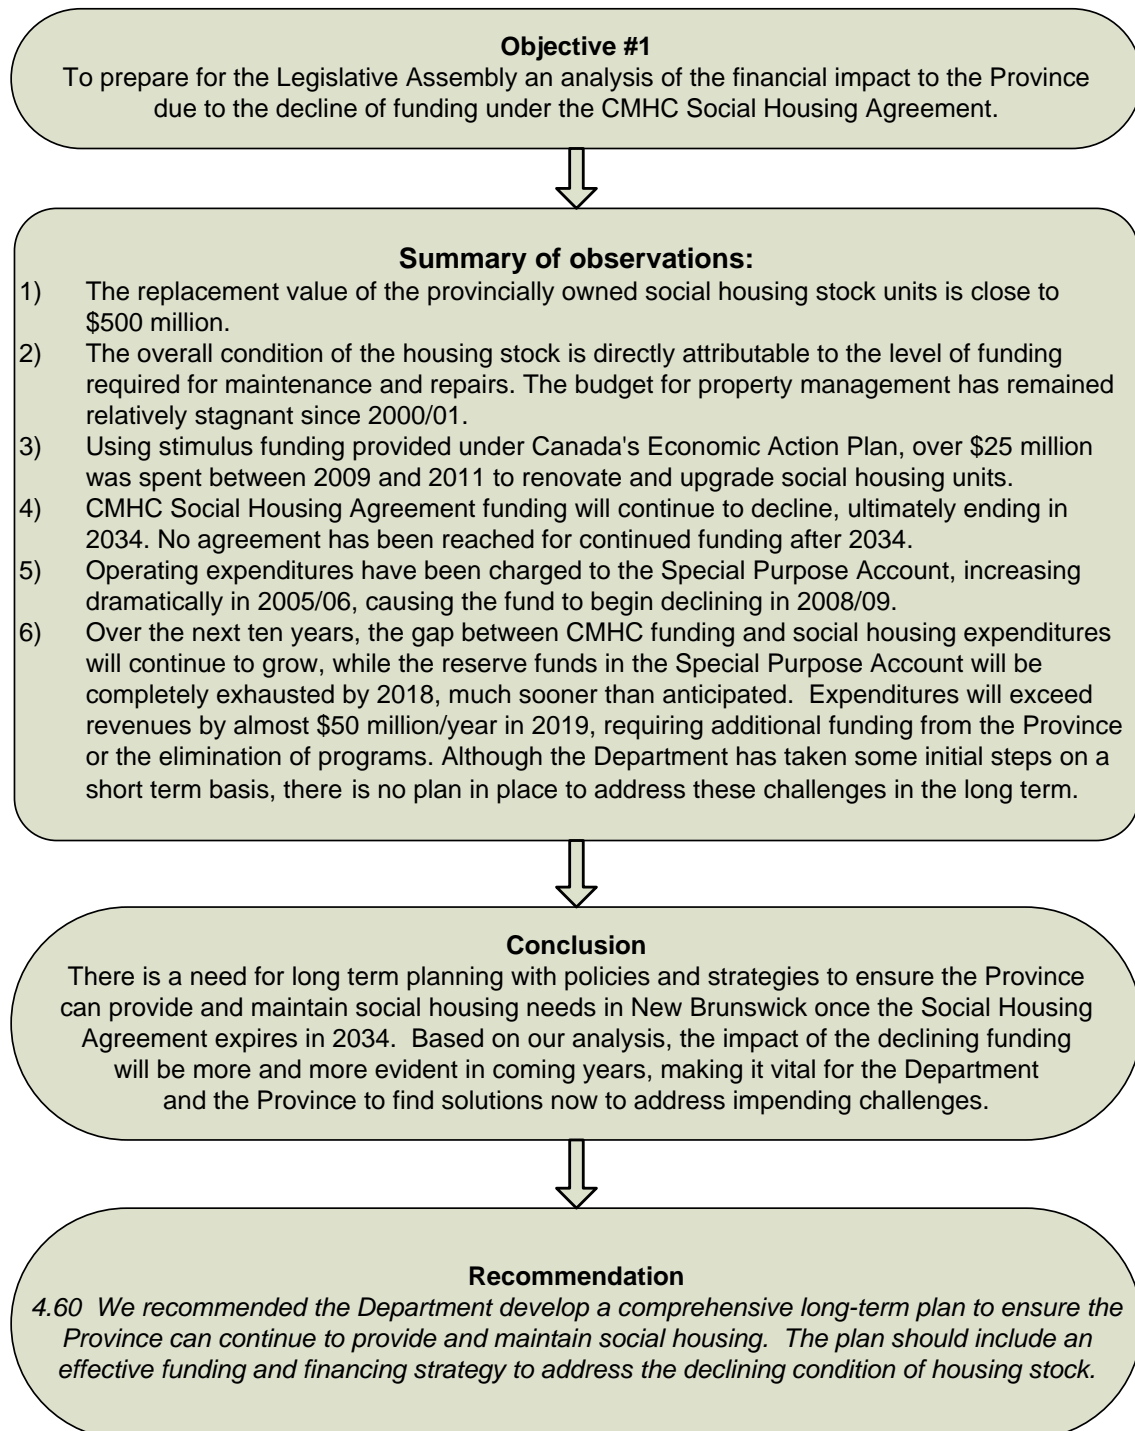 Objective #1
To prepare for the Legislative Assembly an analysis of the financial impact to the Province
due to the decline of funding under the CMHC Social Housing Agreement.
Summary of observations:
1) The replacement value of the provincially owned social housing stock units is close to
$500 million.
2) The overall condition of the housing stock is directly attributable to the level of funding
required for maintenance and repairs. The budget for property management has remained
relatively stagnant since 2000/01.
3) Using stimulus funding provided under Canada's Economic Action Plan, over $25 million
was spent between 2009 and 2011 to renovate and upgrade social housing units.
4) CMHC Social Housing Agreement funding will continue to decline, ultimately ending in
2034. No agreement has been reached for continued funding after 2034.
5) Operating expenditures have been charged to the Special Purpose Account, increasing
dramatically in 2005/06, causing the fund to begin declining in 2008/09.
6) Over the next ten years, the gap between CMHC funding and social housing expenditures
will continue to grow, while the reserve funds in the Special Purpose Account will be
completely exhausted by 2018, much sooner than anticipated. Expenditures will exceed
revenues by almost $50 million/year in 2019, requiring additional funding from the Province
or the elimination of programs. Although the Department has taken some initial steps on a
short term basis, there is no plan in place to address these challenges in the long term.
Conclusion
There is a need for long term planning with policies and strategies to ensure the Province
can provide and maintain social housing needs in New Brunswick once the Social Housing
Agreement expires in 2034. Based on our analysis, the impact of the declining funding
will be more and more evident in coming years, making it vital for the Department
and the Province to find solutions now to address impending challenges.
Recommendation
4.60 We recommended the Department develop a comprehensive long-term plan to ensure the
Province can continue to provide and maintain social housing. The plan should include an
effective funding and financing strategy to address the declining condition of housing stock.